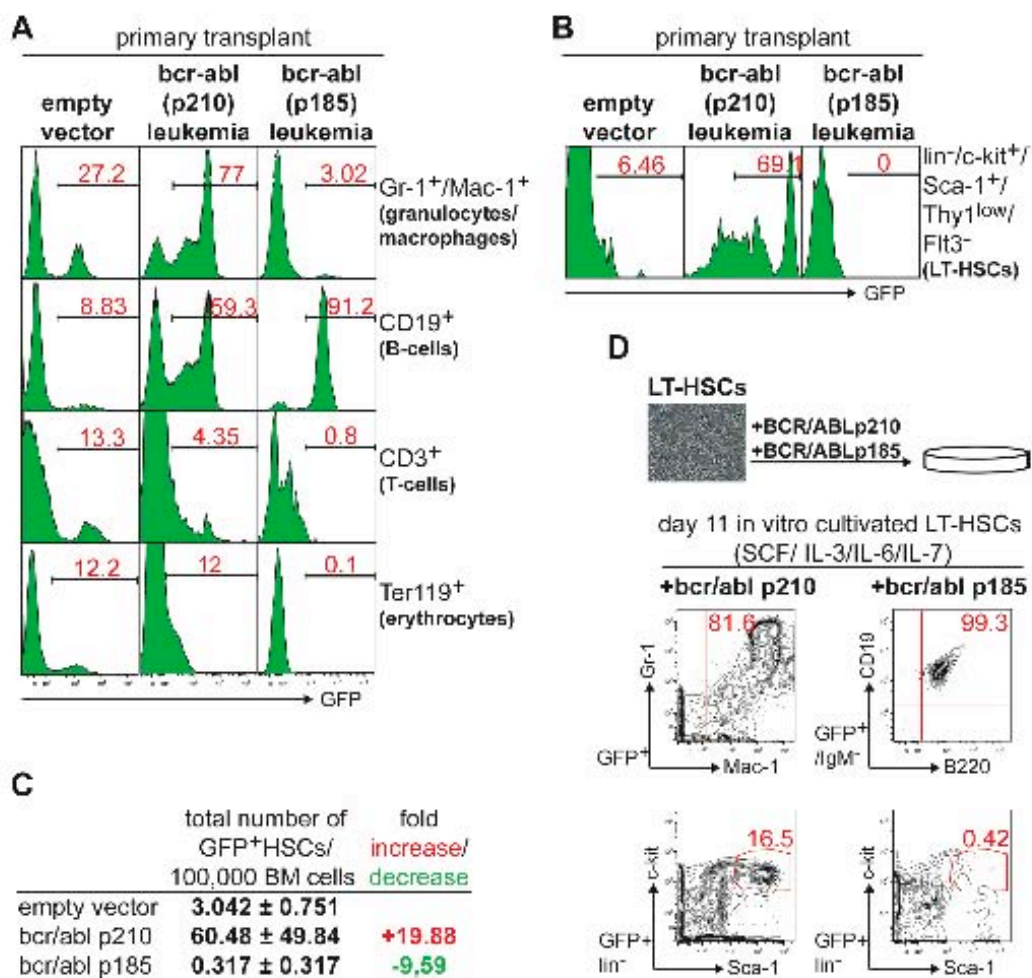 A
primary transplant
empty vector
bcr-abl (p210) leukemia
bcr-abl (p185) leukemia
27.2
77
3.02
Gr-1+/Mac-1+
(granulocytes/
macrophages)
8.83
59.3
91.2
CD19+
(B-cells)
13.3
4.35
0.8
CD3+
(T-cells)
12.2
12
0.1
Ter119+
(erythrocytes)
GFP
B
primary transplant
empty vector
bcr-abl (p210) leukemia
bcr-abl (p185) leukemia
6.46
69.1
0
lin-/c-kit+/
Sca-1+/
Thy1low/
Flt3-
(LT-HSCs)
GFP
C
total number of GFP+HSCs/ 100,000 BM cells
fold increase/ decrease
empty vector 3.042 ± 0.751
bcr/abl p210 60.48 ± 49.84 +19.88
bcr/abl p185 0.317 ± 0.317 -9,59
D
LT-HSCs
+BCR/ABLp210
+BCR/ABLp185
day 11 in vitro cultivated LT-HSCs
(SCF/ IL-3/IL-6/IL-7)
+bcr/abl p210
+bcr/abl p185
81.6
Gr-1
GFP+
Mac-1
99.3
CD19
GFP+
/IgM-
B220
16.5
c-kit
GFP+
lin-
Sca-1
0.42
c-kit
GFP+
lin-
Sca-1